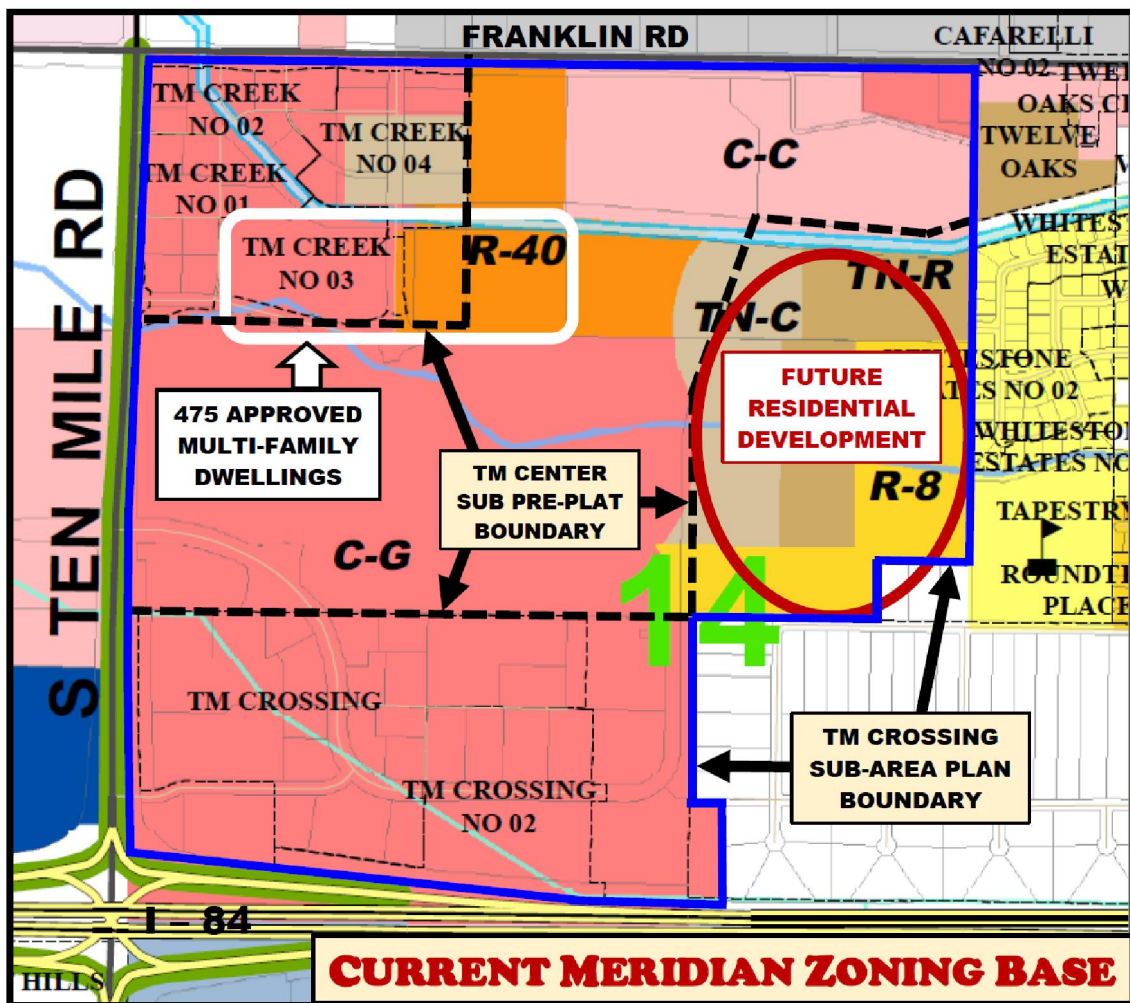 FRANKLIN RD
CAFARELLI
NO 02
TM CREEK
NO 02
TM CREEK
NO 04
TM CREEK
NO 01
TM CREEK
NO 03
R-40
C-C
TWELVE
OAKS
TN-R
TN-C
S TEN MILE RD
475 APPROVED
MULTI-FAMILY
DWELLINGS
TM CENTER
SUB PRE-PLAT
BOUNDARY
FUTURE
RESIDENTIAL
DEVELOPMENT
ESTATES NO
R-8
C-G
14
TAPESTRY
PLACE
TM CROSSING
TM CROSSING
NO 02
TM CROSSING
SUB-AREA PLAN
BOUNDARY
I - 84
HILLS
CURRENT MERIDIAN ZONING BASE